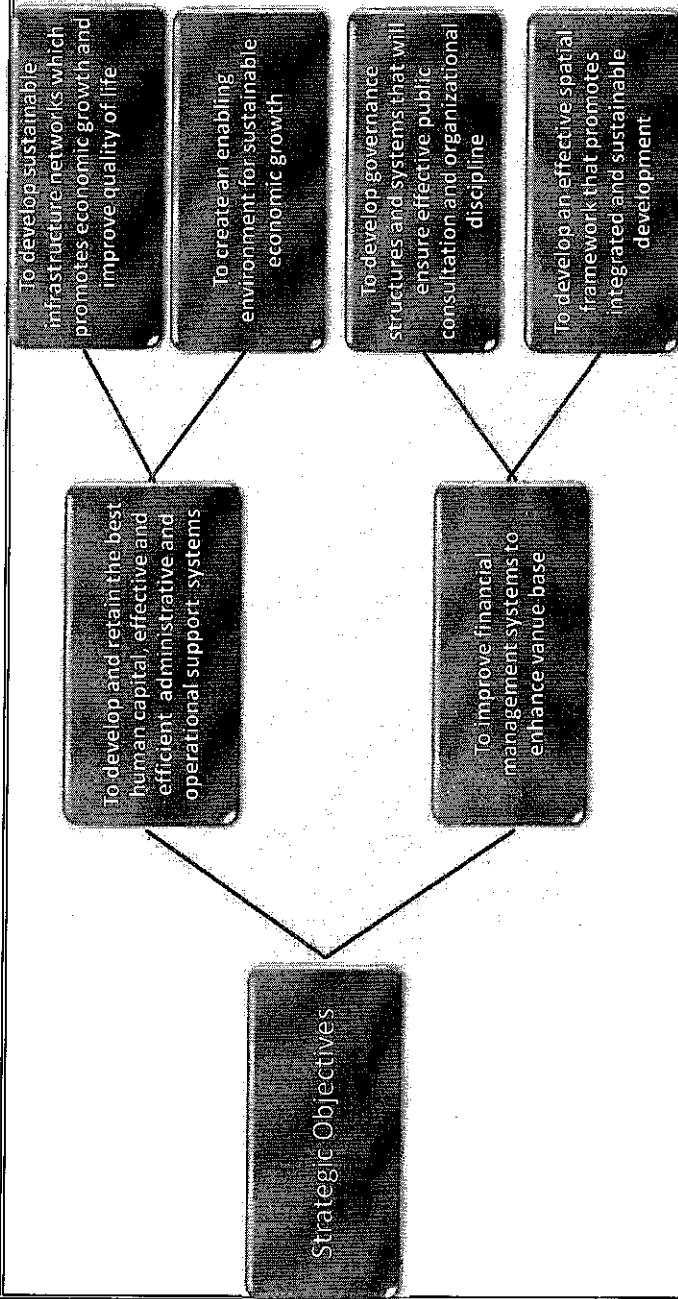 Strategic Objectives
To develop and retain the best
human capital, effective and
efficient administrative and
operational support systems
To improve financial
management systems to
enhance vanue base
To develop sustainable
infrastructure networks which
promotes economic growth and
improve quality of life
To create an enabling
environment for sustainable
economic growth
To develop governance
structures and systems that will
ensure effective public
consultation and organizational
discipline
To develop an effective spatial
framework that promotes
integrated and sustainable
development